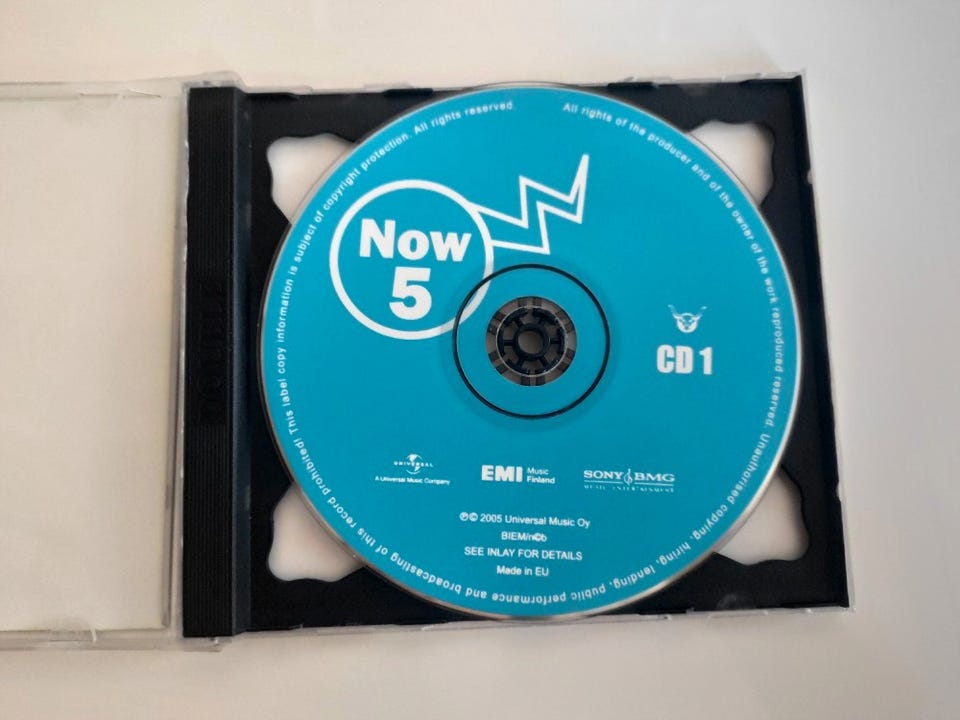 All rights of the producer and of the owner of the work reproduced reserved. Unauthorised copying, hiring, lending, public performance and broadcasting of this record prohibited! This label copy information is subject of copyright protection. All rights reserved.
Now
5
CD 1
UNIVERSAL
A Universal Music Company
EMI Music
Finland
SONY BMG
MUSIC ENTERTAINMENT
℗© 2005 Universal Music Oy
BIEM/n©b
SEE INLAY FOR DETAILS
Made in EU